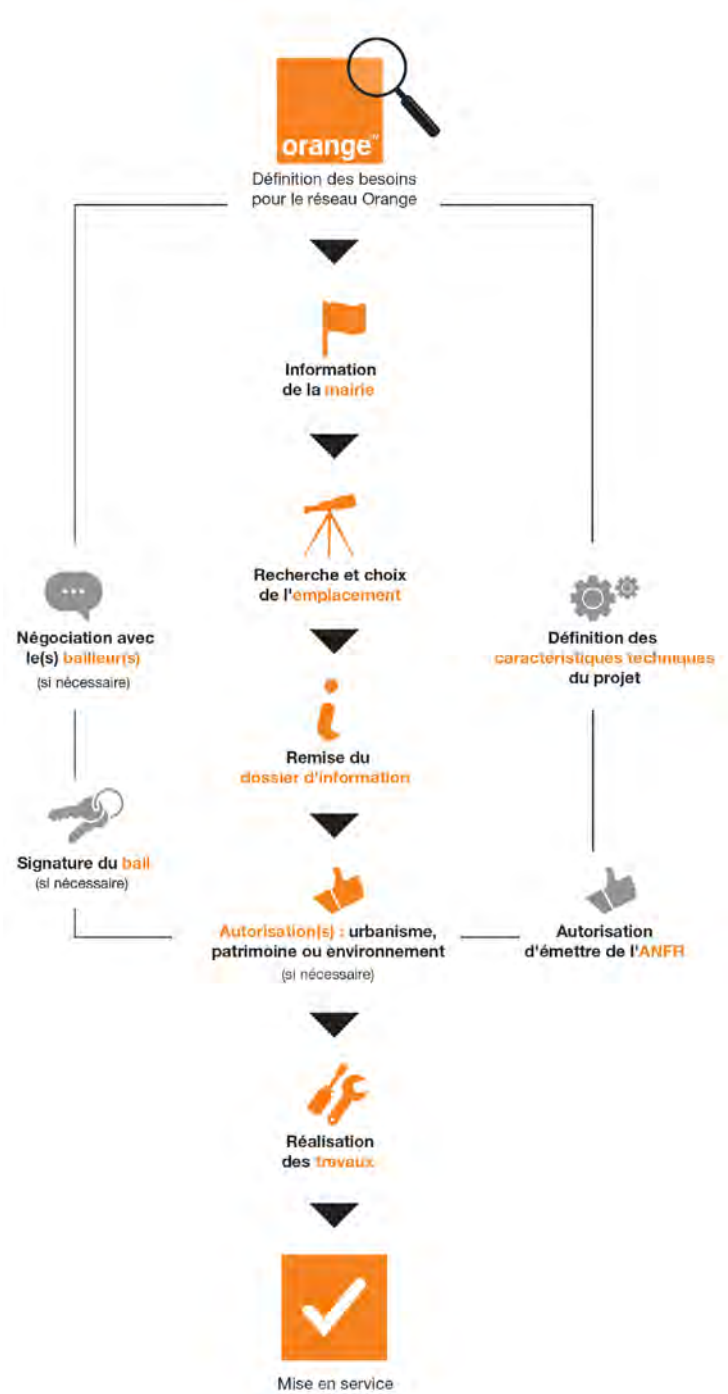 orange™
Définition des besoins
pour le réseau Orange
Information
de la mairie
Recherche et choix
de l'emplacement
Négociation avec
le(s) bailleur(s)
(si nécessaire)
Définition des
caractéristiques techniques
du projet
Remise du
dossier d'information
Signature du bail
(si nécessaire)
Autorisation(s) : urbanisme,
patrimoine ou environnement
(si nécessaire)
Autorisation
d'émettre de l'ANFR
Réalisation
des travaux
Mise en service